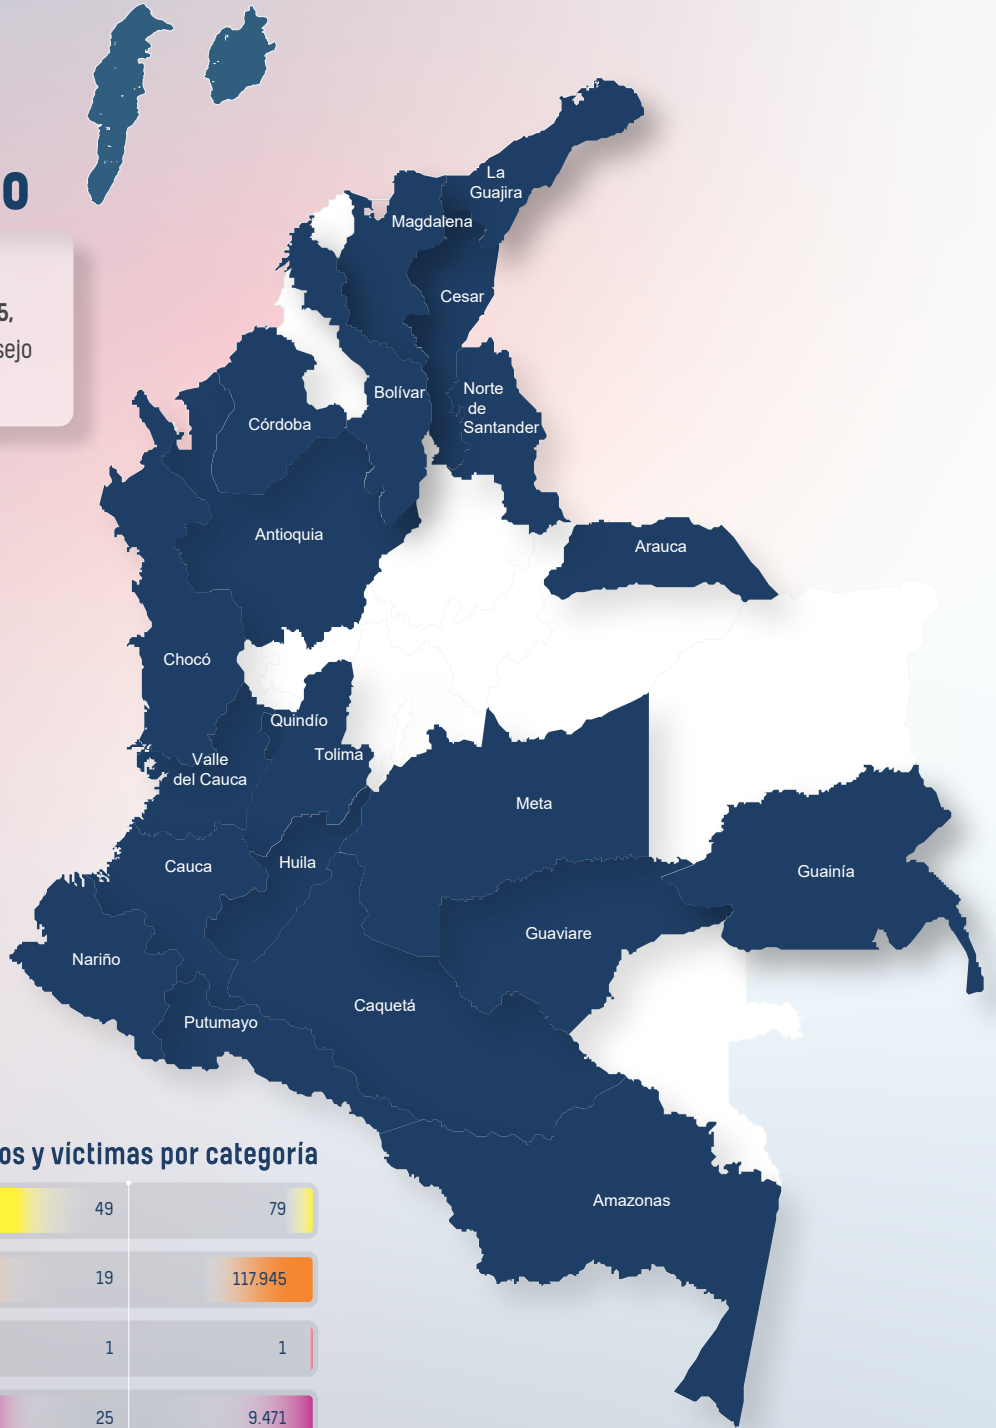 O
5,
sejo
La
Guajira
Magdalena
Cesar
Bolívar
Norte
de
Santander
Córdoba
Antioquia
Arauca
Chocó
Quindío
Tolima
Valle
del Cauca
Meta
Cauca
Huila
Guainía
Guaviare
Nariño
Caquetá
Putumayo
os y víctimas por categoría
49 79
19 117.945
1 1
25 9.471
Amazonas